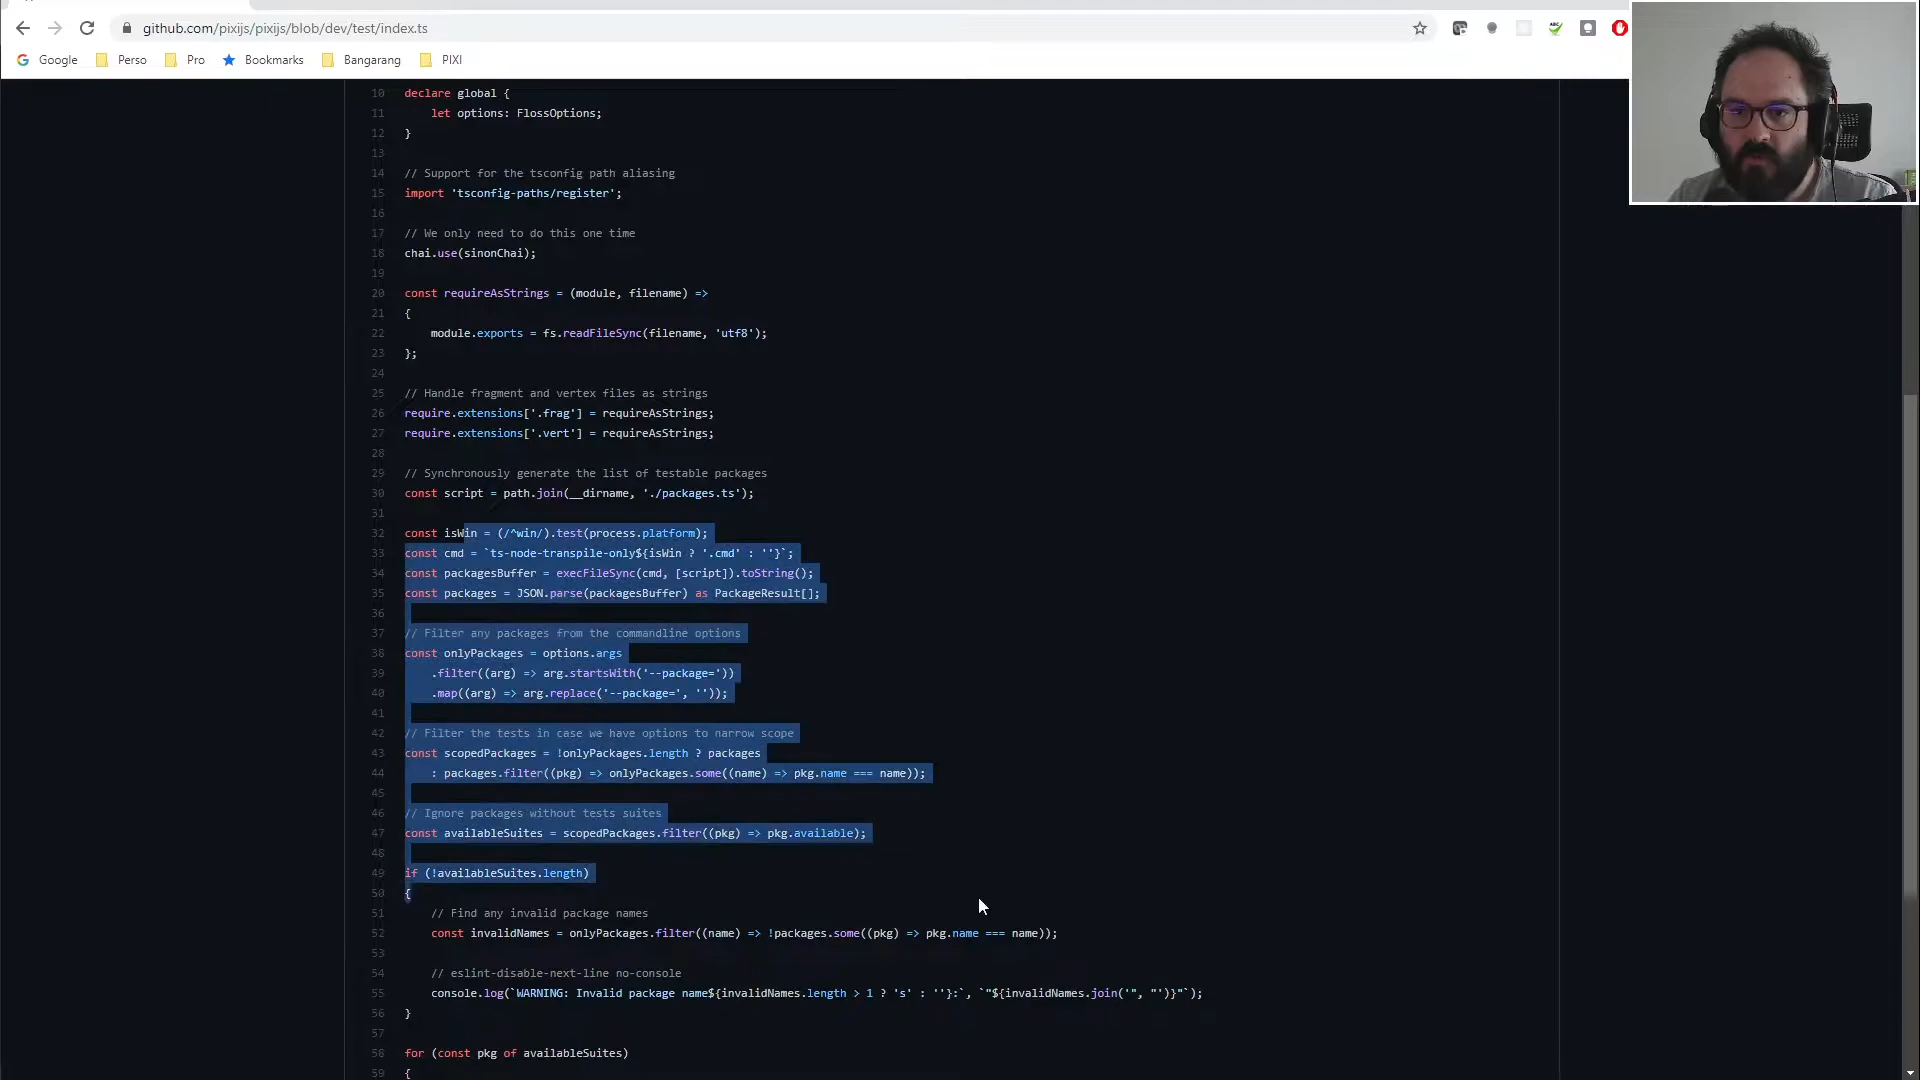 github.com/pixijs/pixijs/blob/dev/test/index.ts
Google Perso Pro Bookmarks Bangarang PIXI
10 declare global {
11 let options: FlossOptions;
12 }
13
14 // Support for the tsconfig path aliasing
15 import 'tsconfig-paths/register';
16
17 // We only need to do this one time
18 chai.use(sinonChai);
19
20 const requireAsStrings = (module, filename) =>
21 {
22 module.exports = fs.readFileSync(filename, 'utf8');
23 };
24
25 // Handle fragment and vertex files as strings
26 require.extensions['.frag'] = requireAsStrings;
27 require.extensions['.vert'] = requireAsStrings;
28
29 // Synchronously generate the list of testable packages
30 const script = path.join(__dirname, './packages.ts');
31
32 const isWin = (/^win/).test(process.platform);
33 const cmd = `ts-node-transpile-only${isWin ? '.cmd' : ''}`;
34 const packagesBuffer = execFileSync(cmd, [script]).toString();
35 const packages = JSON.parse(packagesBuffer) as PackageResult[];
36
37 // Filter any packages from the commandline options
38 const onlyPackages = options.args
39 .filter((arg) => arg.startsWith('--package='))
40 .map((arg) => arg.replace('--package=', ''));
41
42 // Filter the tests in case we have options to narrow scope
43 const scopedPackages = !onlyPackages.length ? packages
44 : packages.filter((pkg) => onlyPackages.some((name) => pkg.name === name));
45
46 // Ignore packages without tests suites
47 const availableSuites = scopedPackages.filter((pkg) => pkg.available);
48
49 if (!availableSuites.length)
50 {
51 // Find any invalid package names
52 const invalidNames = onlyPackages.filter((name) => !packages.some((pkg) => pkg.name === name));
53
54 // eslint-disable-next-line no-console
55 console.log(`WARNING: Invalid package name${invalidNames.length > 1 ? 's' : ''}:`, `"${invalidNames.join('", "')}"`);
56 }
57
58 for (const pkg of availableSuites)
59 {